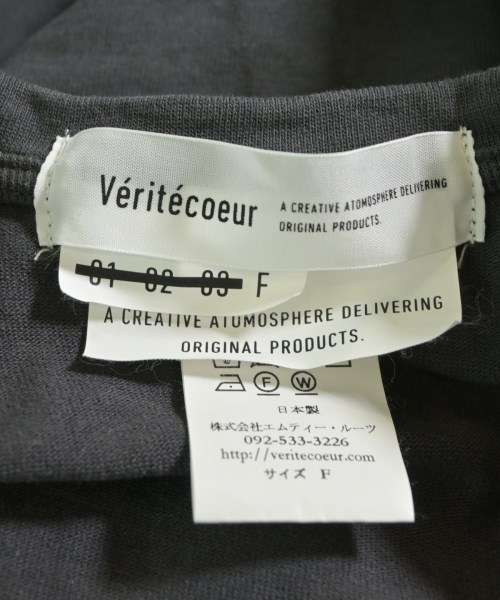 Véritécoeur
A CREATIVE ATOMOSPHERE DELIVERING
ORIGINAL PRODUCTS.
01 02 03 F
A CREATIVE ATOMOSPHERE DELIVERING
ORIGINAL PRODUCTS.
F W
日本製
株式会社エムティー・ルーツ
092-533-3226
http://veritecoeur.com
サイズ F